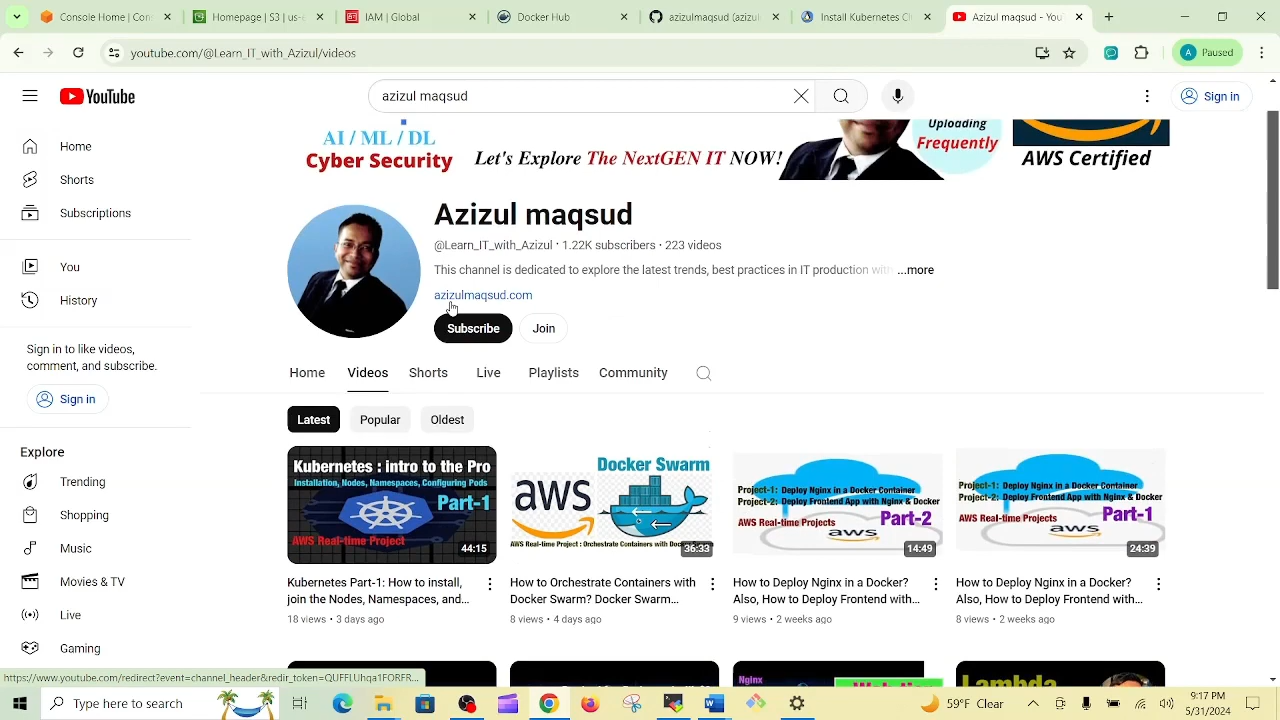 Console Home | Con
Homepage | S3 | us-e
IAM | Global
Docker Hub
azizulmaqsud (azizul
Install Kubernetes Cl
Azizul maqsud - You
youtube.com/@Learn_IT_with_Azizul/videos
A
Paused
YouTube
azizul maqsud
Sign in
AI / ML / DL
Cyber Security
Let's Explore The NextGEN IT NOW!
Uploading
Frequently
AWS Certified
Home
Shorts
Subscriptions
You
History
Sign in to like videos,
comment, and subscribe.
Sign in
Explore
Trending
Shopping
Music
Movies & TV
Live
Gaming
Azizul maqsud
@Learn_IT_with_Azizul · 1.22K subscribers · 223 videos
This channel is dedicated to explore the latest trends, best practices in IT production with ...more
azizulmaqsud.com
Subscribe
Join
Home
Videos
Shorts
Live
Playlists
Community
Latest
Popular
Oldest
Kubernetes : intro to the Pro
Installation, Nodes, Namespaces, Configuring Pods
Part-1
AWS Real-time Project
44:15
Kubernetes Part-1: How to install,
join the Nodes, Namespaces, and...
18 views • 3 days ago
Docker Swarm
aws
AWS Real-time Project : Orchestrate Containers with Dock
36:33
How to Orchestrate Containers with
Docker Swarm? Docker Swarm...
8 views • 4 days ago
Project-1: Deploy Nginx in a Docker Container
Project-2: Deploy Frontend App with Nginx & Docker
Part-2
AWS Real-time Projects
aws
14:49
How to Deploy Nginx in a Docker?
Also, How to Deploy Frontend with...
9 views • 2 weeks ago
Project-1: Deploy Nginx in a Docker Container
Project-2: Deploy Frontend App with Nginx & Docker
Part-1
AWS Real-time Projects
aws
24:39
How to Deploy Nginx in a Docker?
Also, How to Deploy Frontend with...
8 views • 2 weeks ago
Nginx
Lambda
Type here to search
59°F Clear
9:17 PM
5/31/2024